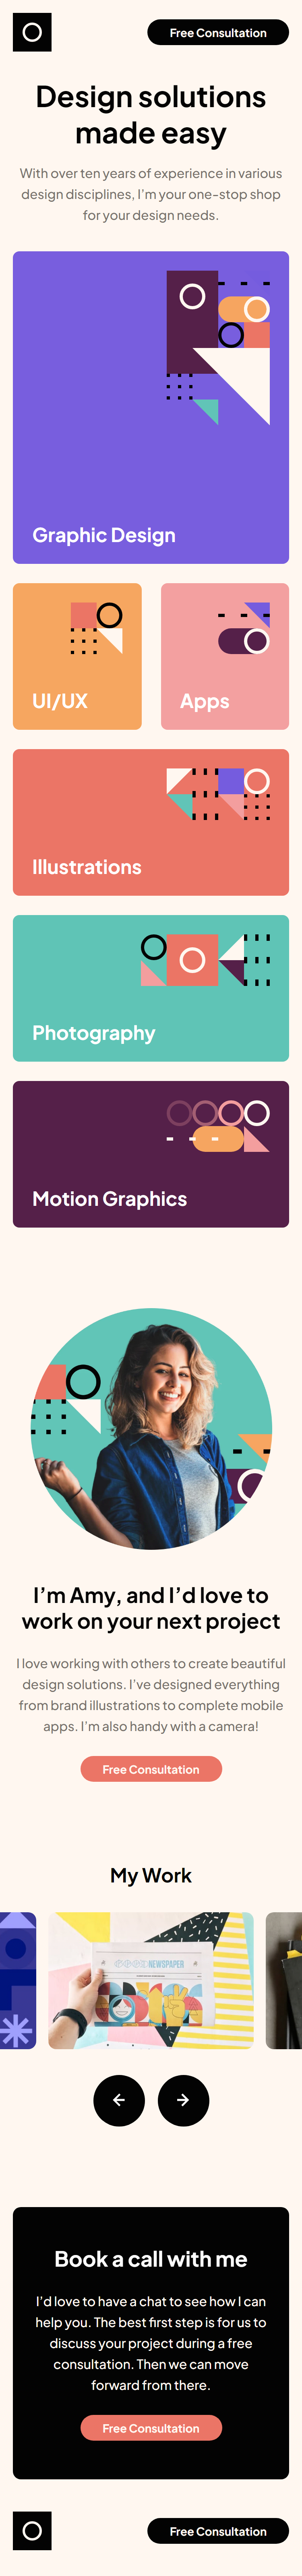 Free Consultation
Design solutions
made easy
With over ten years of experience in various
design disciplines, I’m your one-stop shop
for your design needs.
Graphic Design
UI/UX
Apps
Illustrations
Photography
Motion Graphics
I’m Amy, and I’d love to
work on your next project
I love working with others to create beautiful
design solutions. I’ve designed everything
from brand illustrations to complete mobile
apps. I’m also handy with a camera!
Free Consultation
My Work
NEWSPAPER
Book a call with me
I’d love to have a chat to see how I can
help you. The best first step is for us to
discuss your project during a free
consultation. Then we can move
forward from there.
Free Consultation
Free Consultation